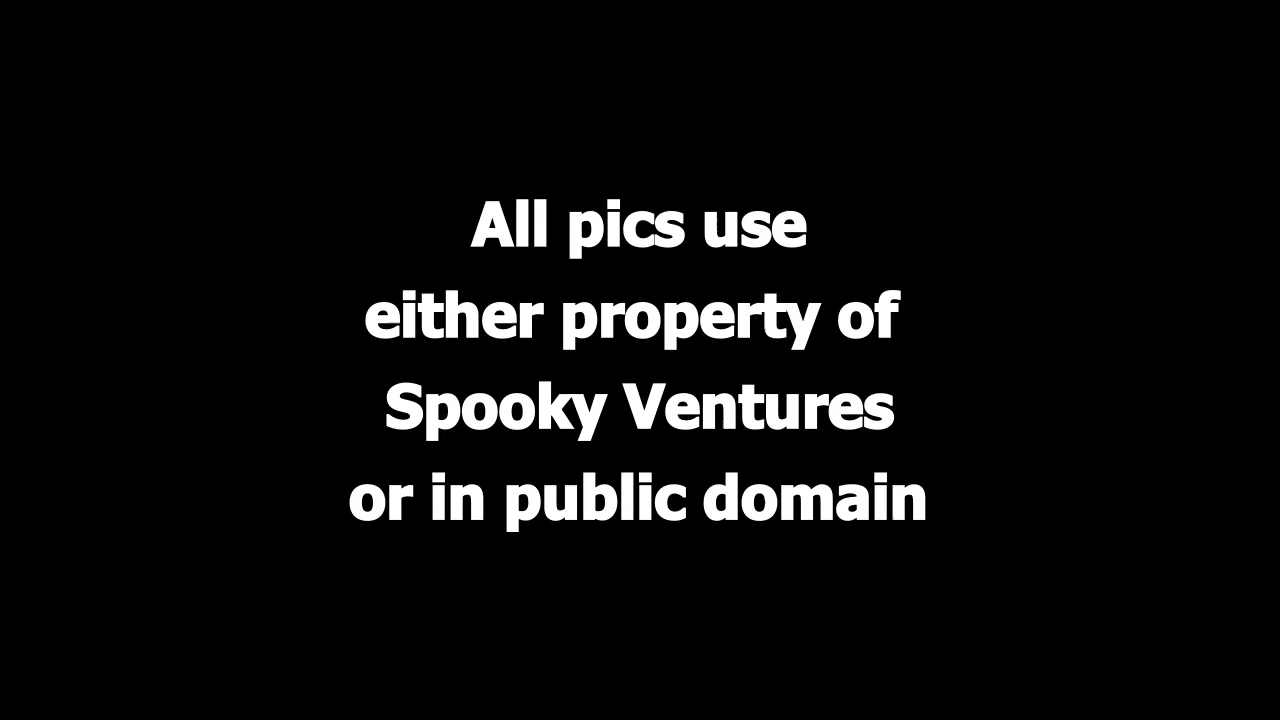 All pics use
either property of
Spooky Ventures
or in public domain